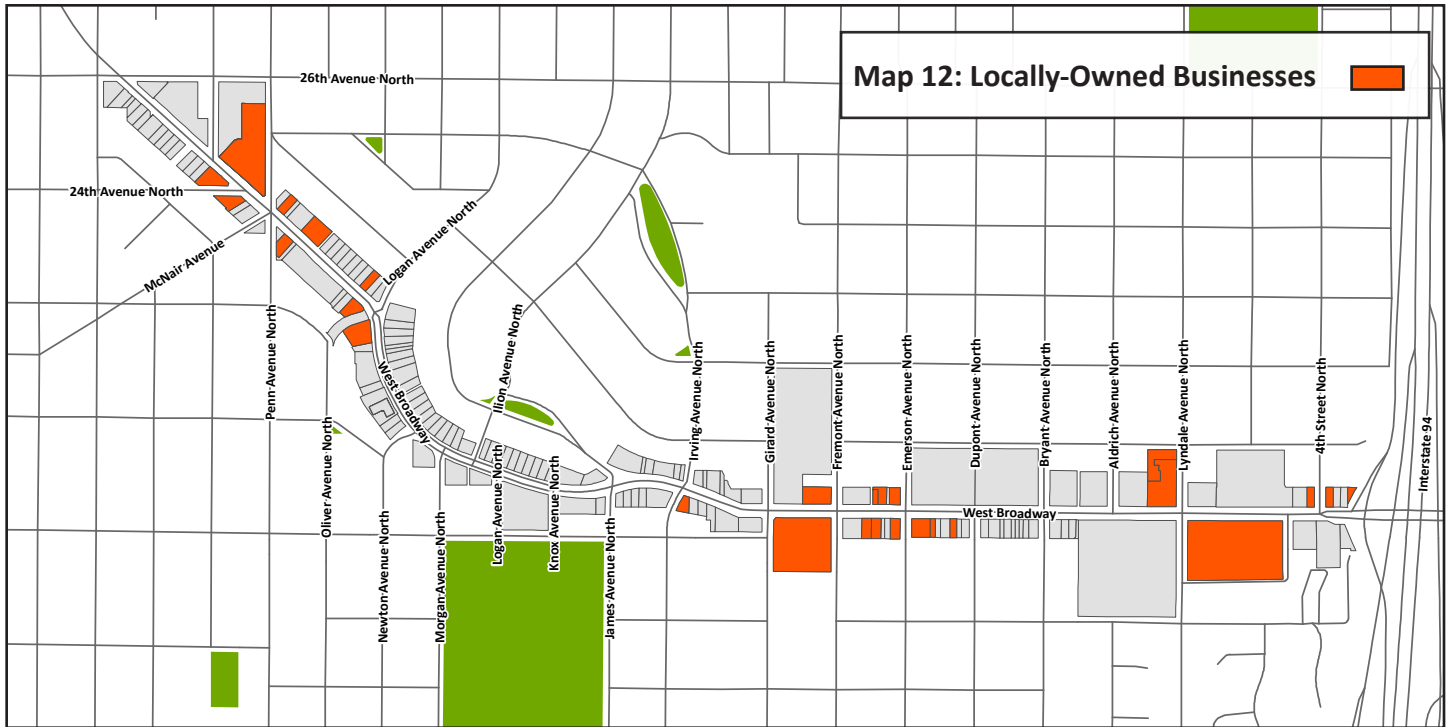 Map 12: Locally-Owned Businesses
26th Avenue North
24th Avenue North
McNair Avenue
Logan Avenue North
Penn Avenue North
Oliver Avenue North
West Broadway
Ilion Avenue North
Newton Avenue North
Morgan Avenue North
Logan Avenue North
Knox Avenue North
James Avenue North
Irving Avenue North
Girard Avenue North
Fremont Avenue North
Emerson Avenue North
Dupont Avenue North
Bryant Avenue North
Aldrich Avenue North
Lyndale Avenue North
4th Street North
Interstate 94
West Broadway